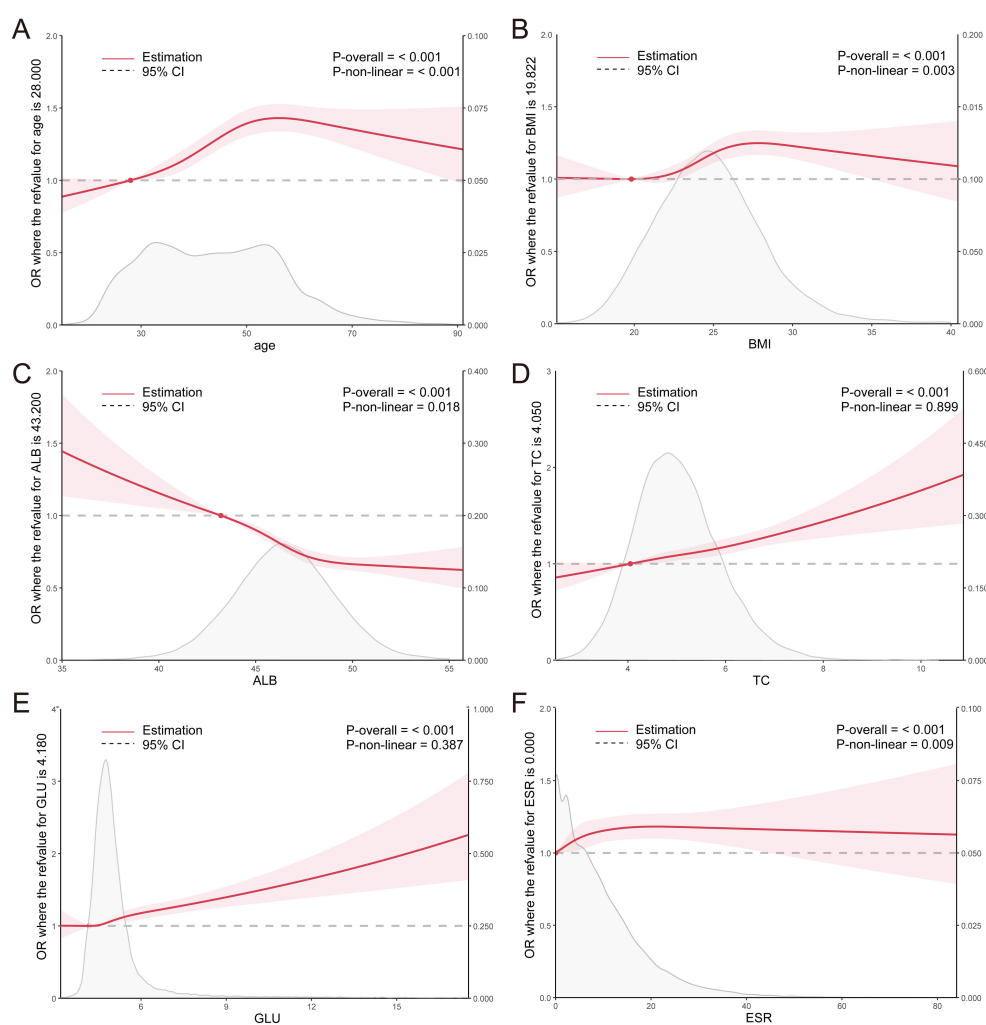 A
OR where the refvalue for age is 28.000
Estimation
95% CI
P-overall = < 0.001
P-non-linear = < 0.001
2.0
1.5
1.0
0.5
0.0
0.100
0.075
0.050
0.025
0.000
30 50 70 90
age
B
OR where the refvalue for BMI is 19.822
Estimation
95% CI
P-overall = < 0.001
P-non-linear = 0.003
2.0
1.5
1.0
0.5
0.0
0.200
0.015
0.100
0.050
0.000
20 25 30 35 40
BMI
C
OR where the refvalue for ALB is 43.200
Estimation
95% CI
P-overall = < 0.001
P-non-linear = 0.018
2.0
1.5
1.0
0.5
0.0
0.400
0.300
0.200
0.100
0.000
35 40 45 50 55
ALB
D
OR where the refvalue for TC is 4.050
Estimation
95% CI
P-overall = < 0.001
P-non-linear = 0.899
3
2
1
0
0.600
0.450
0.300
0.150
0.000
4 6 8 10
TC
E
OR where the refvalue for GLU is 4.180
Estimation
95% CI
P-overall = < 0.001
P-non-linear = 0.387
4
3
2
1
0
1.000
0.750
0.500
0.250
0.000
6 9 12 15
GLU
F
OR where the refvalue for ESR is 0.000
Estimation
95% CI
P-overall = < 0.001
P-non-linear = 0.009
2.0
1.5
1.0
0.5
0.0
0.100
0.075
0.050
0.025
0.000
0 20 40 60 80
ESR